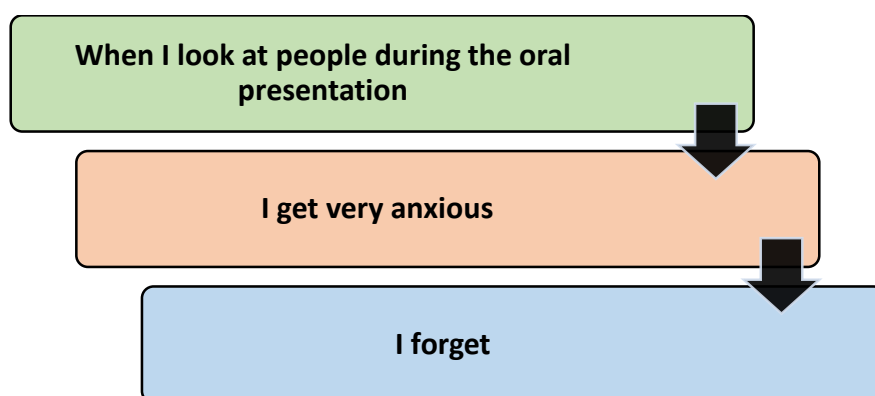 When I look at people during the oral
presentation
I get very anxious
I forget